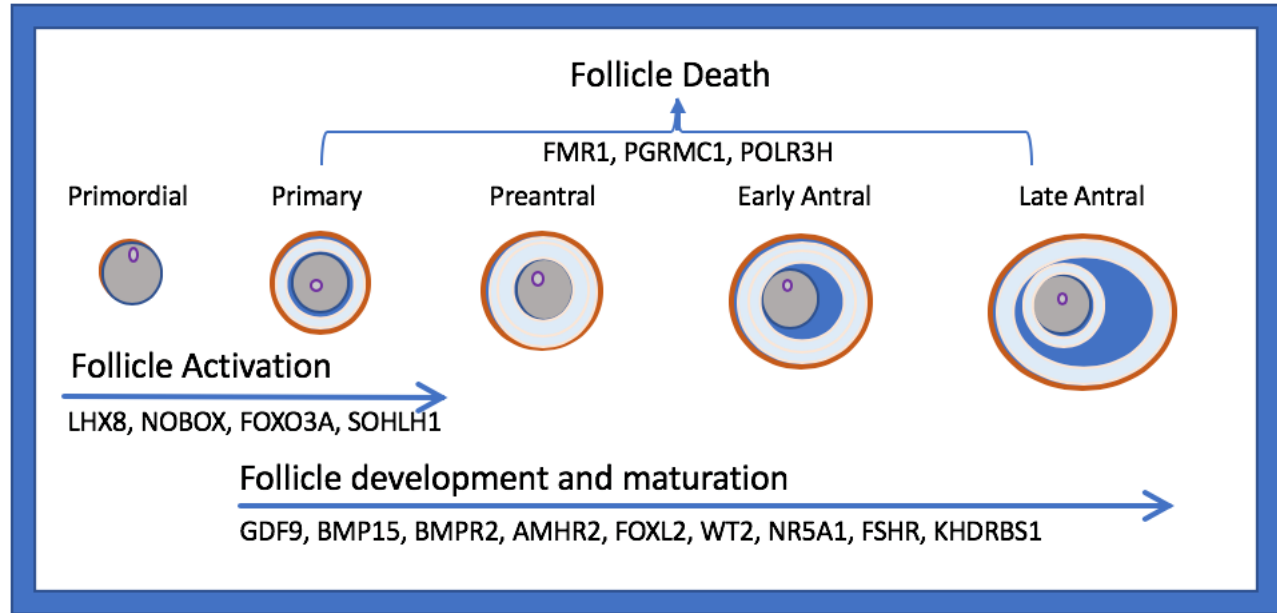 Follicle Death
FMR1, PGRMC1, POLR3H
Primordial
Primary
Preantral
Early Antral
Late Antral
Follicle Activation
LHX8, NOBOX, FOXO3A, SOHLH1
Follicle development and maturation
GDF9, BMP15, BMPR2, AMHR2, FOXL2, WT2, NR5A1, FSHR, KHDRBS1